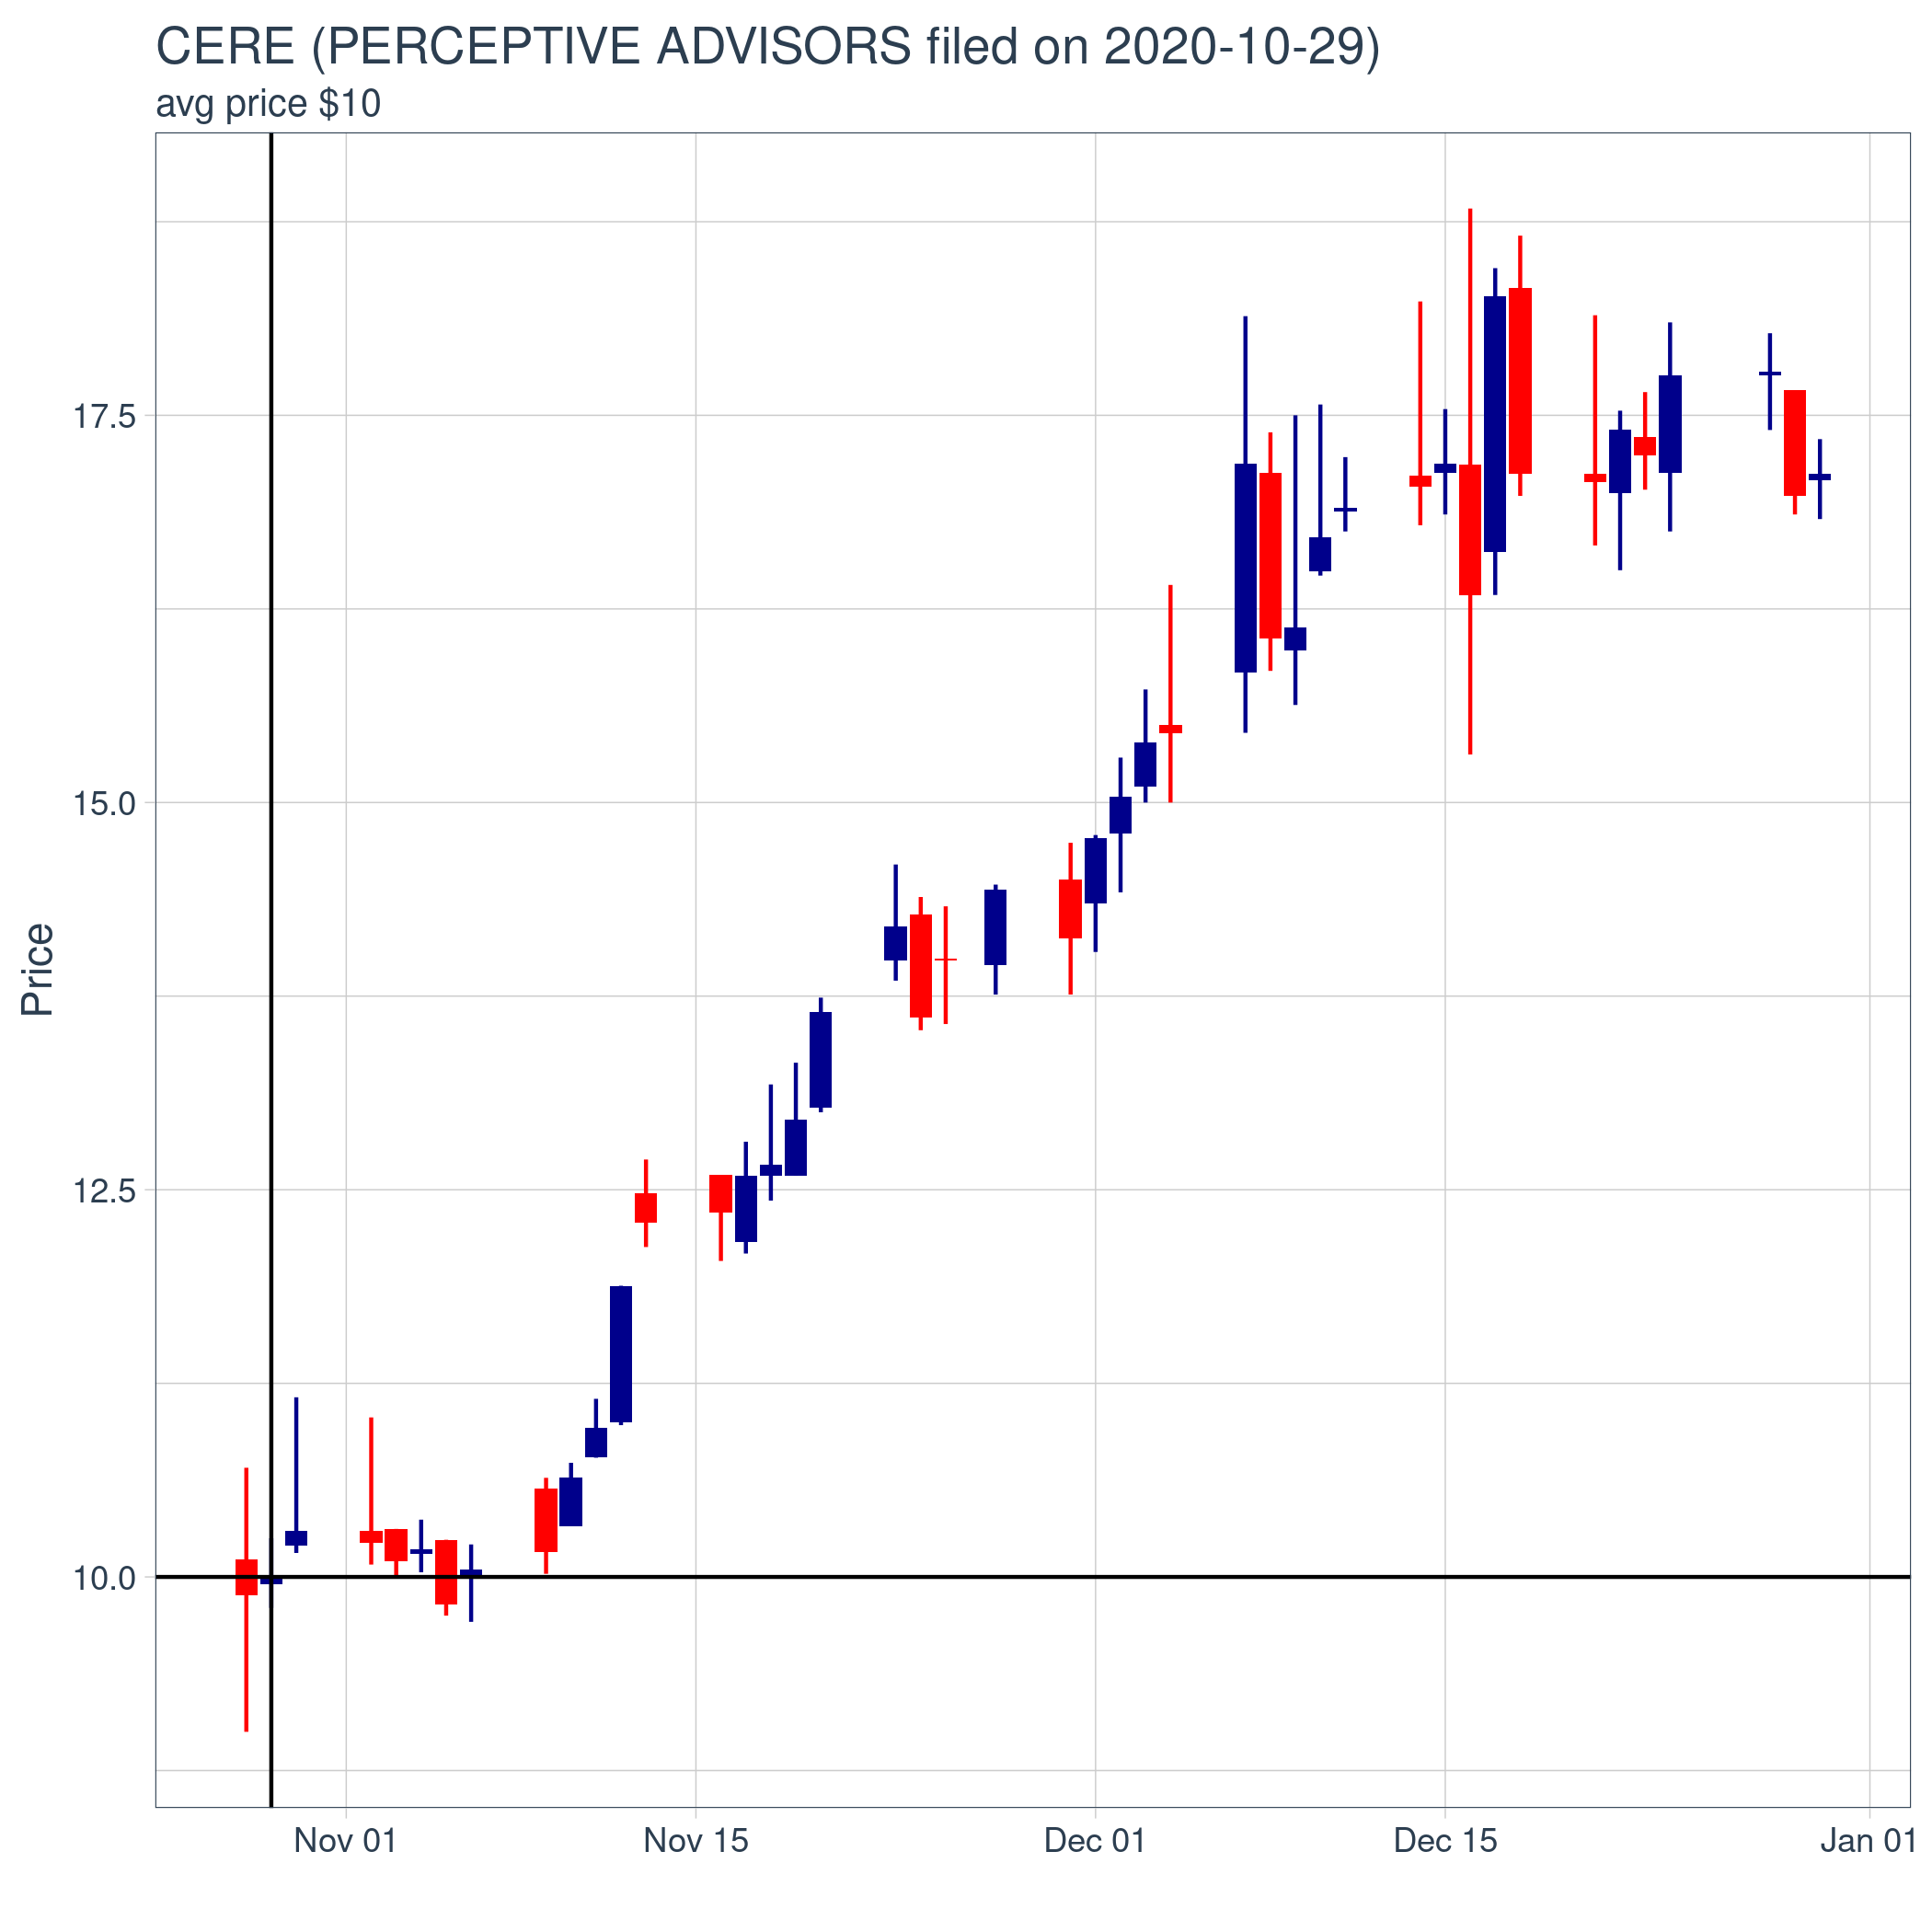 CERE (PERCEPTIVE ADVISORS filed on 2020-10-29)
avg price $10
17.5
15.0
12.5
10.0
Price
Nov 01
Nov 15
Dec 01
Dec 15
Jan 01